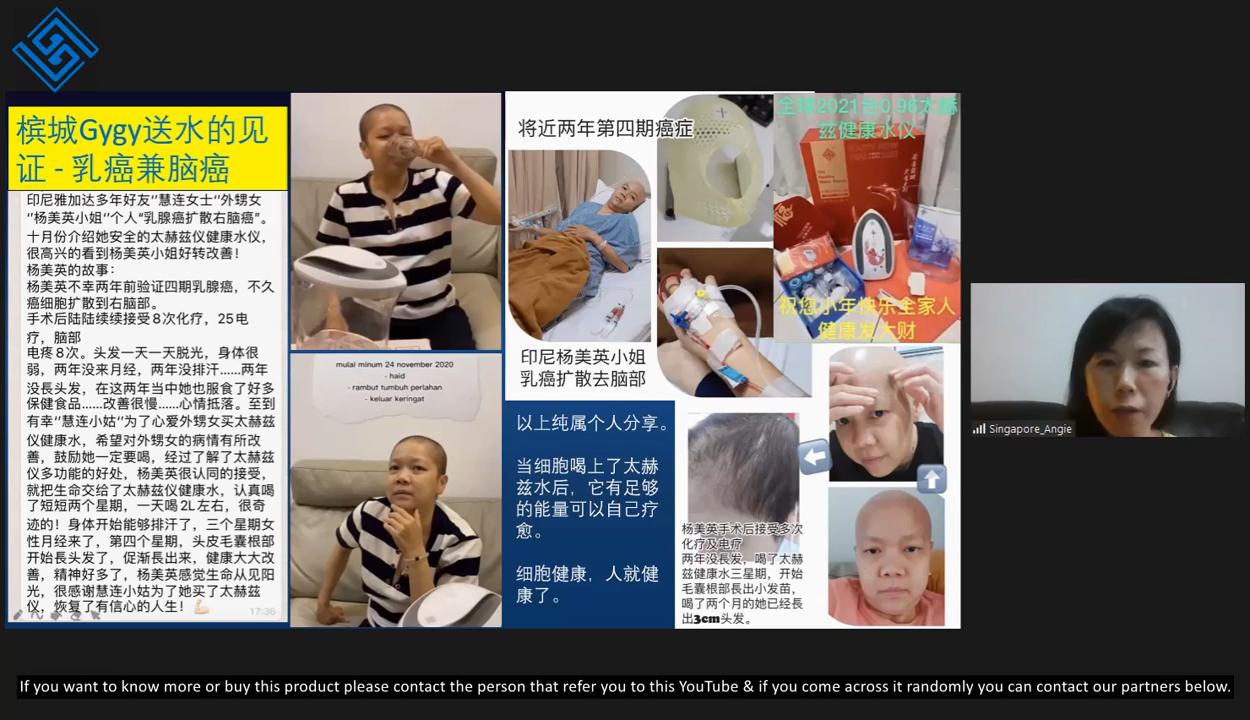 槟城Gygy送水的见
证 - 乳癌兼脑癌
印尼雅加达多年好友‘‘慧连女士’’外甥女
‘‘杨美英小姐‘‘个人“乳腺癌扩散右脑癌”。
十月份介绍她安全的太赫兹仪健康水仪，
很高兴的看到杨美英小姐好转改善！
杨美英的故事：
杨美英不幸两年前验证四期乳腺癌，不久
癌细胞扩散到右脑部。
手术后陆陆续续接受8次化疗，25电
疗，脑部
电疼8次。头发一天一天脱光，身体很
弱，两年没来月经，两年没排汗……两年
没長头发，在这两年当中她也服食了好多
保健食品……改善很慢……心情抵落。至到
有幸‘‘慧连小姑‘‘为了心爱外甥女买太赫兹
仪健康水，希望对外甥女的病情有所改
善，鼓励她一定要喝，经过了解了太赫兹
仪多功能的好处，杨美英很认同的接受，
就把生命交给了太赫兹仪健康水，认真喝
了短短两个星期，一天喝2L左右，很奇
迹的！身体开始能够排汗了，三个星期女
性月经来了，第四个星期，头皮毛囊根部
开始長头发了，促渐長出来，健康大大改
善，精神好多了，杨美英感觉生命从见阳
光，很感谢慧连小姑为了她买了太赫兹
仪，恢复了有信心的人生！💪🏻
17:36
mulai minum 24 november 2020
- haid
- rambut tumbuh perlahan
- keluar keringat
将近两年第四期癌症
印尼杨美英小姐
乳癌扩散去脑部
以上纯属个人分享。
当细胞喝上了太赫
兹水后，它有足够
的能量可以自己疗
愈。
细胞健康，人就健
康了。
全球2021台0.96太赫
兹健康水仪
祝您小年快乐全家人
健康发大财
杨美英手术后接受多次
化疗及电疗
两年没長发，喝了太赫
兹健康水三星期，开始
毛囊根部長出小发苗，
喝了两个月的她已经長
出3cm头发。
Singapore_Angie
If you want to know more or buy this product please contact the person that refer you to this YouTube & if you come across it randomly you can contact our partners below.